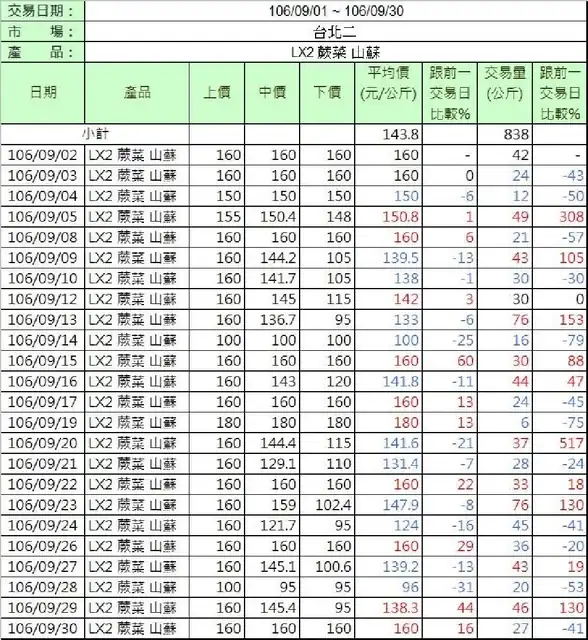 交易日期： 106/09/01 ~ 106/09/30
市 場： 台北二
產 品： LX2 蕨菜 山蘇
日期 產品 上價 中價 下價 平均價 (元/公斤) 跟前一交易日比較% 交易量 (公斤) 跟前一交易日比較%
小計 143.8 838
106/09/02 LX2 蕨菜 山蘇 160 160 160 160 - 42 -
106/09/03 LX2 蕨菜 山蘇 160 160 160 160 0 24 -43
106/09/04 LX2 蕨菜 山蘇 150 150 150 150 -6 12 -50
106/09/05 LX2 蕨菜 山蘇 155 150.4 148 150.8 1 49 308
106/09/08 LX2 蕨菜 山蘇 160 160 160 160 6 21 -57
106/09/09 LX2 蕨菜 山蘇 160 144.2 105 139.5 -13 43 105
106/09/10 LX2 蕨菜 山蘇 160 141.7 105 138 -1 30 -30
106/09/12 LX2 蕨菜 山蘇 160 145 115 142 3 30 0
106/09/13 LX2 蕨菜 山蘇 160 136.7 95 133 -6 76 153
106/09/14 LX2 蕨菜 山蘇 100 100 100 100 -25 16 -79
106/09/15 LX2 蕨菜 山蘇 160 160 160 160 60 30 88
106/09/16 LX2 蕨菜 山蘇 160 143 120 141.8 -11 44 47
106/09/17 LX2 蕨菜 山蘇 160 160 160 160 13 24 -45
106/09/19 LX2 蕨菜 山蘇 180 180 180 180 13 6 -75
106/09/20 LX2 蕨菜 山蘇 160 144.4 115 141.6 -21 37 517
106/09/21 LX2 蕨菜 山蘇 160 129.1 110 131.4 -7 28 -24
106/09/22 LX2 蕨菜 山蘇 160 160 160 160 22 33 18
106/09/23 LX2 蕨菜 山蘇 160 159 102.4 147.9 -8 76 130
106/09/24 LX2 蕨菜 山蘇 160 121.7 95 124 -16 45 -41
106/09/26 LX2 蕨菜 山蘇 160 160 160 160 29 36 -20
106/09/27 LX2 蕨菜 山蘇 160 145.1 100.6 139.2 -13 43 19
106/09/28 LX2 蕨菜 山蘇 100 95 95 96 -31 20 -53
106/09/29 LX2 蕨菜 山蘇 160 145.4 95 138.3 44 46 130
106/09/30 LX2 蕨菜 山蘇 160 160 160 160 16 27 -41